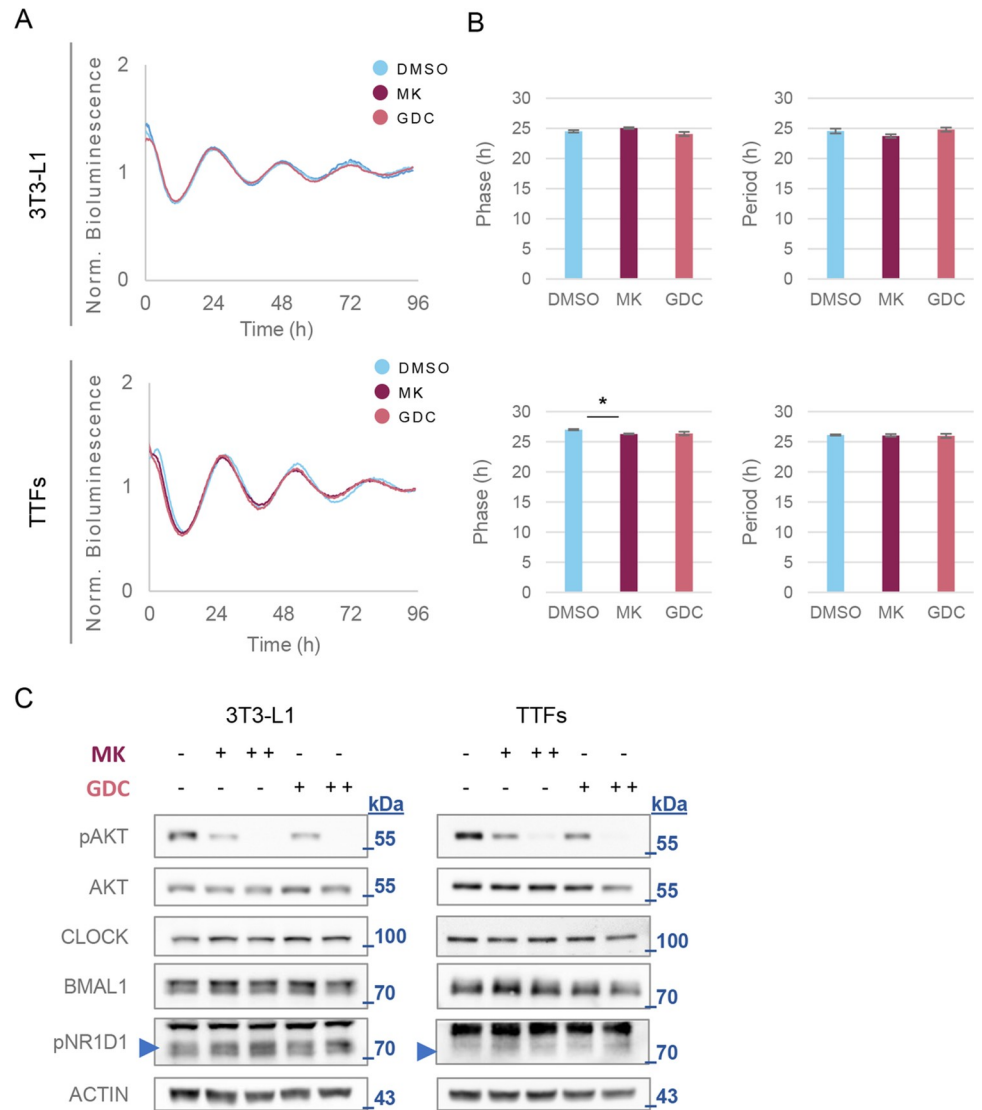 A
B
3T3-L1
Norm. Bioluminescence
2
1
0
0 24 48 72 96
Time (h)
DMSO
MK
GDC
Phase (h)
30
25
20
15
10
5
0
DMSO MK GDC
Period (h)
30
25
20
15
10
5
0
DMSO MK GDC
TTFs
Norm. Bioluminescence
2
1
0
0 24 48 72 96
Time (h)
DMSO
MK
GDC
Phase (h)
30
25
20
15
10
5
0
*
DMSO MK GDC
Period (h)
30
25
20
15
10
5
0
DMSO MK GDC
C
3T3-L1 TTFs
MK - + ++ - - - + ++ - -
GDC - - - + ++ - - - + ++
kDa kDa
pAKT 55 55
AKT 55 55
CLOCK 100 100
BMAL1 70 70
pNR1D1 70 70
ACTIN 43 43